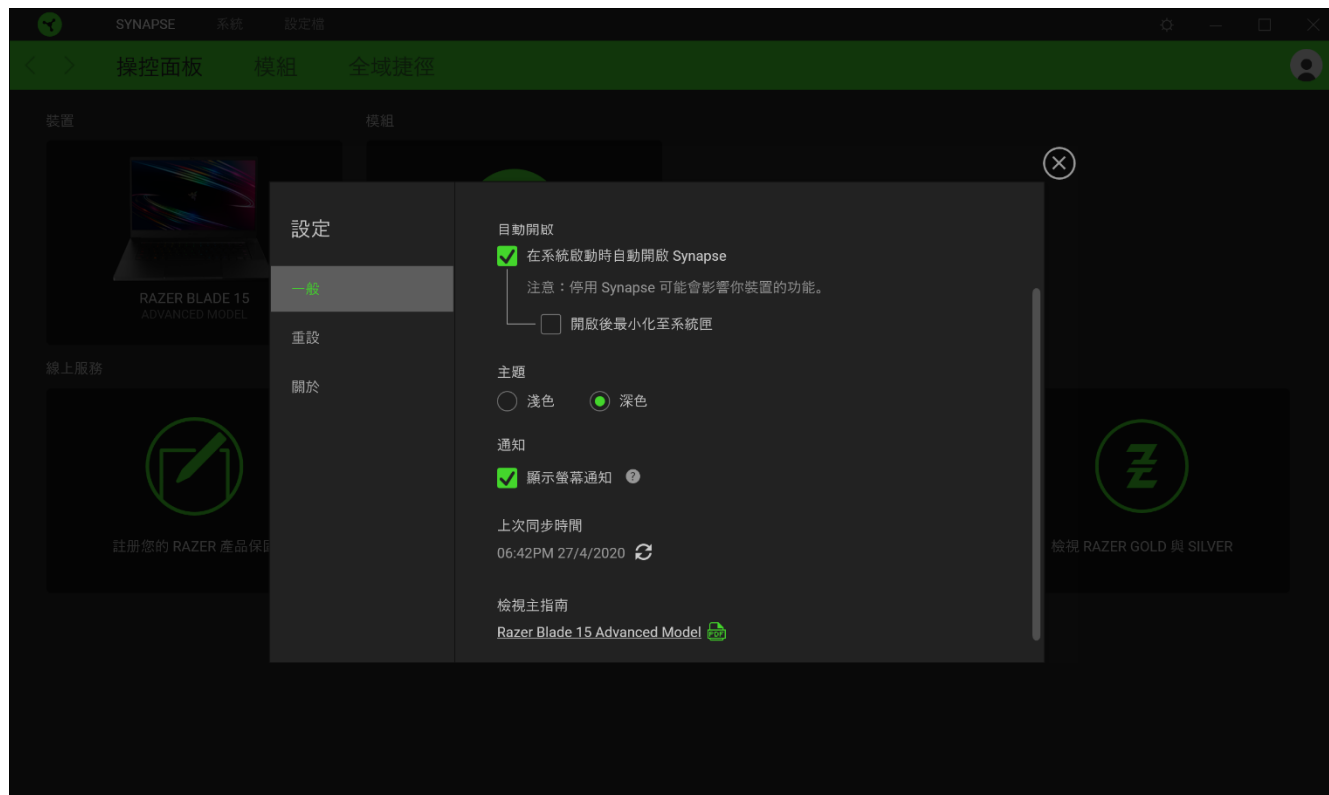 SYNAPSE 系統 設定檔
操控面板 模組 全域捷徑
裝置 模組
RAZER BLADE 15
ADVANCED MODEL
線上服務
註册您的 RAZER 產品保固
檢視 RAZER GOLD 與 SILVER
設定
一般
重設
關於
自動開啟
在系統啟動時自動開啟 Synapse
注意：停用 Synapse 可能會影響你裝置的功能。
開啟後最小化至系統匣
主題
淺色 深色
通知
顯示螢幕通知 ?
上次同步時間
06:42PM 27/4/2020
檢視主指南
Razer Blade 15 Advanced Model PDF